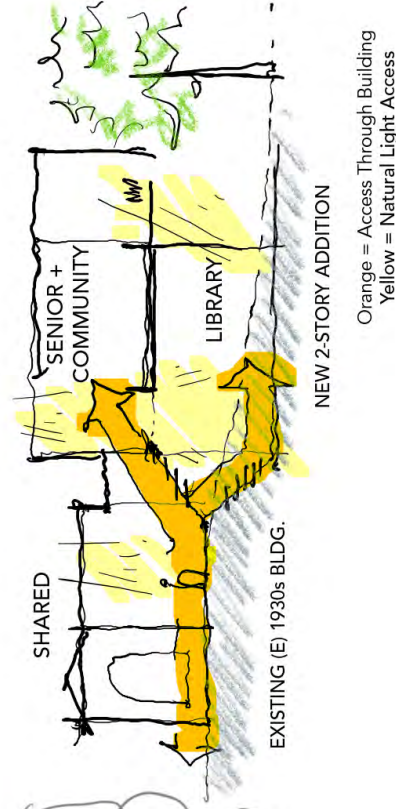 SHARED
SENIOR +
COMMUNITY
LIBRARY
EXISTING (E) 1930s BLDG.
NEW 2-STORY ADDITION
Orange = Access Through Building
Yellow = Natural Light Access